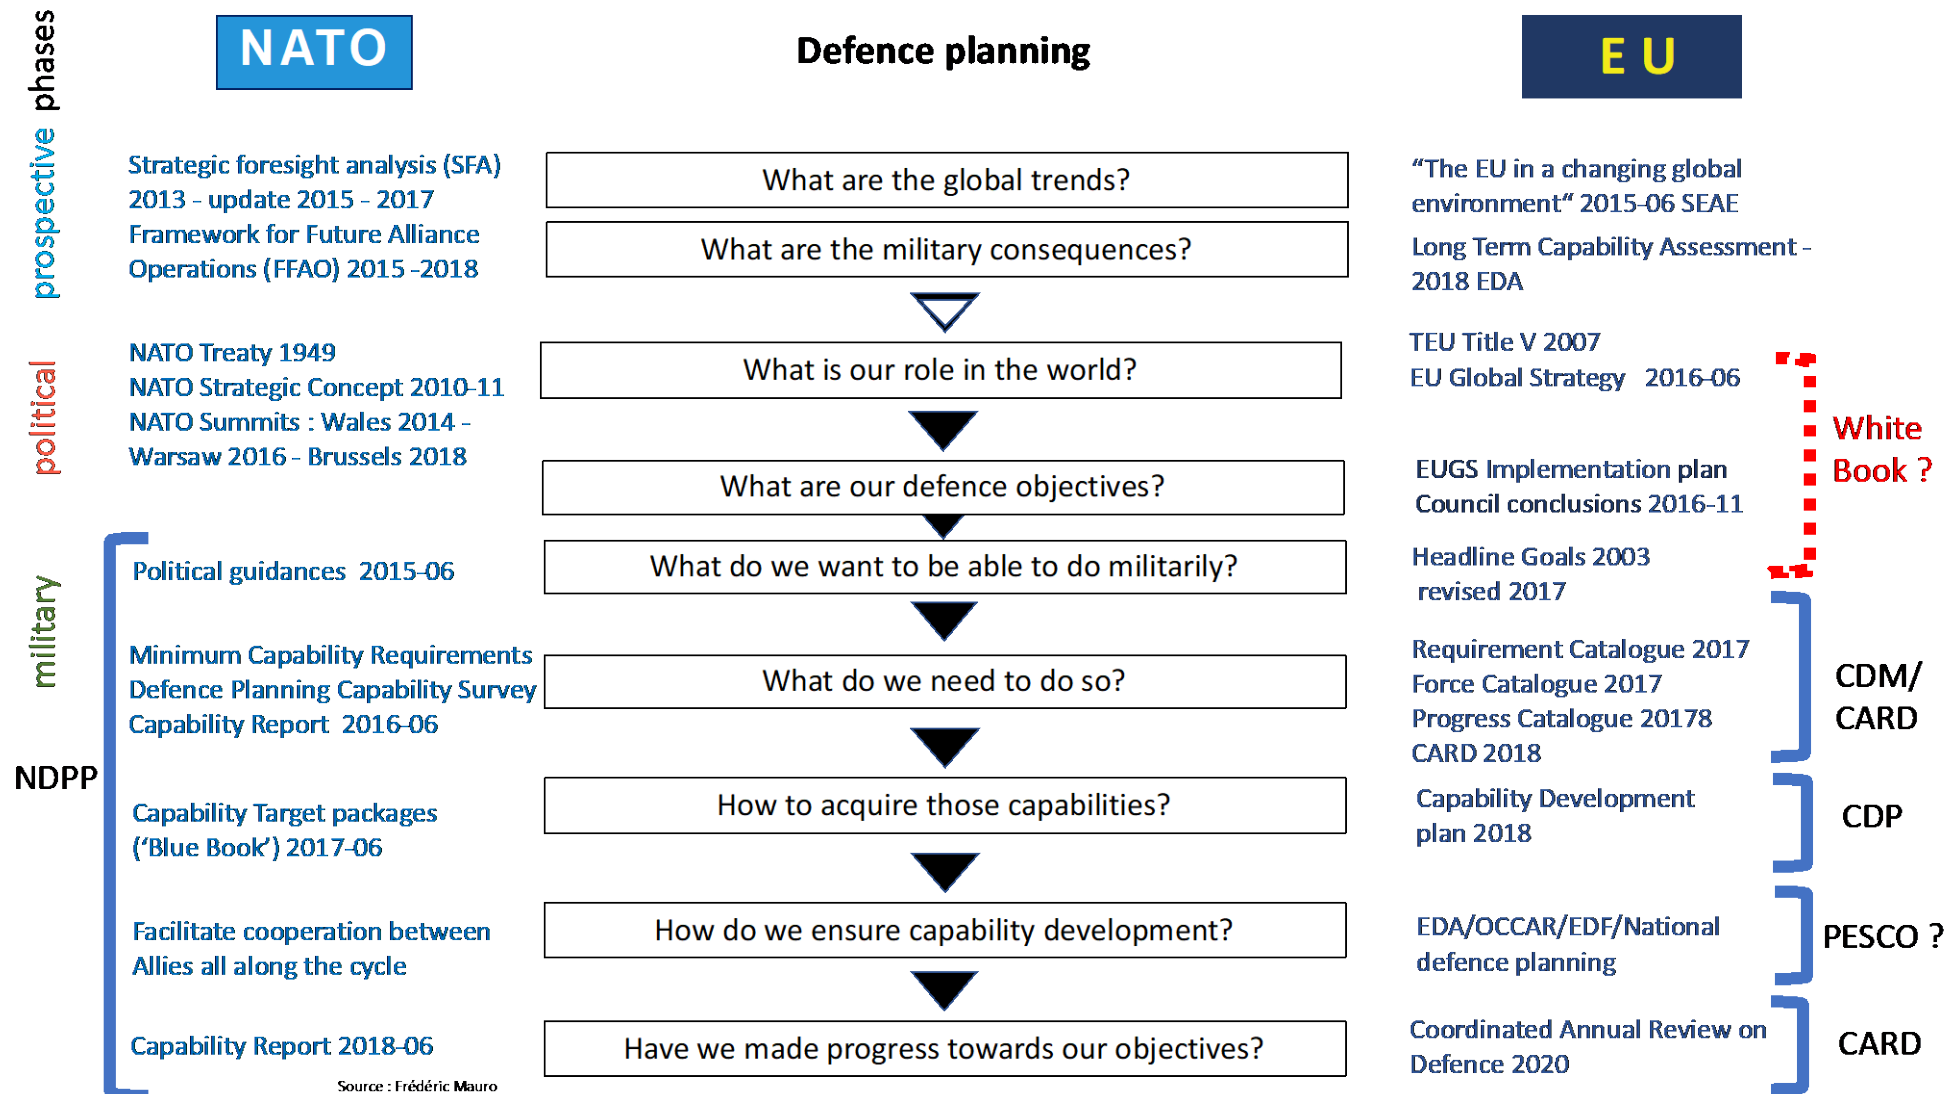 phases
prospective
political
military
NATO
Defence planning
E U
Strategic foresight analysis (SFA)
2013 - update 2015 - 2017
Framework for Future Alliance
Operations (FFAO) 2015 -2018
What are the global trends?
What are the military consequences?
“The EU in a changing global
environment“ 2015-06 SEAE
Long Term Capability Assessment -
2018 EDA
NATO Treaty 1949
NATO Strategic Concept 2010-11
NATO Summits : Wales 2014 -
Warsaw 2016 - Brussels 2018
What is our role in the world?
What are our defence objectives?
TEU Title V 2007
EU Global Strategy 2016-06
EUGS Implementation plan
Council conclusions 2016-11
White
Book ?
NDPP
Political guidances 2015-06
What do we want to be able to do militarily?
Headline Goals 2003
revised 2017
Minimum Capability Requirements
Defence Planning Capability Survey
Capability Report 2016-06
What do we need to do so?
Requirement Catalogue 2017
Force Catalogue 2017
Progress Catalogue 20178
CARD 2018
CDM/
CARD
Capability Target packages
(‘Blue Book’) 2017-06
How to acquire those capabilities?
Capability Development
plan 2018
CDP
Facilitate cooperation between
Allies all along the cycle
How do we ensure capability development?
EDA/OCCAR/EDF/National
defence planning
PESCO ?
Capability Report 2018-06
Have we made progress towards our objectives?
Coordinated Annual Review on
Defence 2020
CARD
Source : Frédéric Mauro